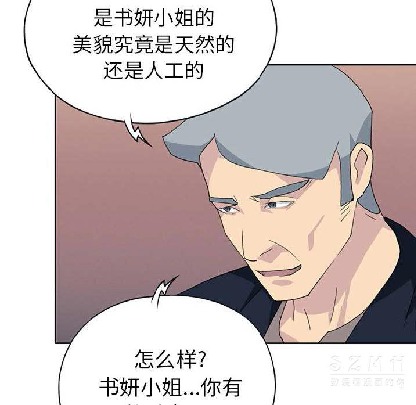 是书妍小姐的
美貌究竟是天然的
还是人工的
怎么样?
书妍小姐...你有